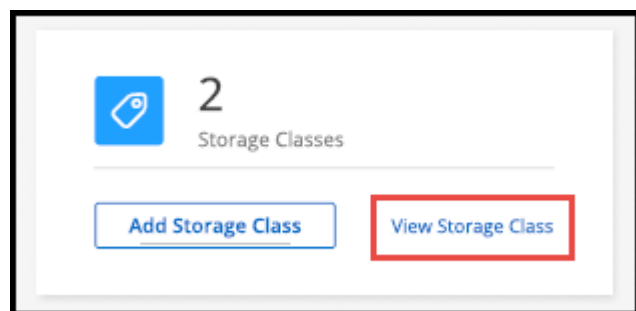 2
Storage Classes
Add Storage Class
View Storage Class